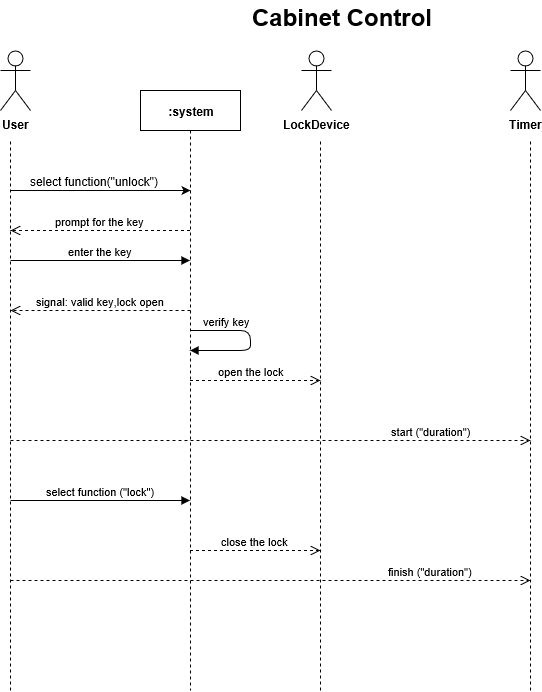 Cabinet Control
User
:system
LockDevice
Timer
select function("unlock")
prompt for the key
enter the key
signal: valid key,lock open
verify key
open the lock
start ("duration")
select function ("lock")
close the lock
finish ("duration")